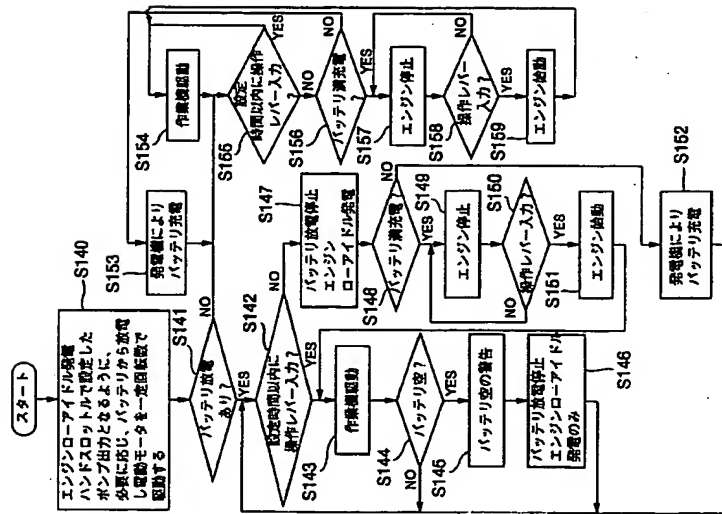 スタート
S140
エンジンローアイドル発電
ハンドスロットルで設定した
ポンプ出力となるように、
必要に応じ、バッテリから放電
し電動モータを一定回転数で
駆動する
S141
バッテリ放電
あり?
NO
YES
S142
設定時間以内に
操作レバー入力?
NO
YES
S143
作業機駆動
S144
バッテリ空?
NO
YES
S145
バッテリ空の警告
S146
バッテリ放電停止
エンジンローアイドル
発電のみ
S147
バッテリ放電停止
エンジン
ローアイドル発電
S148
バッテリ満充電?
NO
YES
S149
エンジン停止
S150
操作レバー入力?
NO
YES
S151
エンジン始動
S152
発電機により
バッテリ充電
S153
発電機により
バッテリ充電
S154
作業機駆動
S155
設定
時間以内に操作
レバー入力?
YES
NO
S156
バッテリ満充電
?
NO
YES
S157
エンジン停止
S158
操作レバー
入力?
NO
YES
S159
エンジン始動